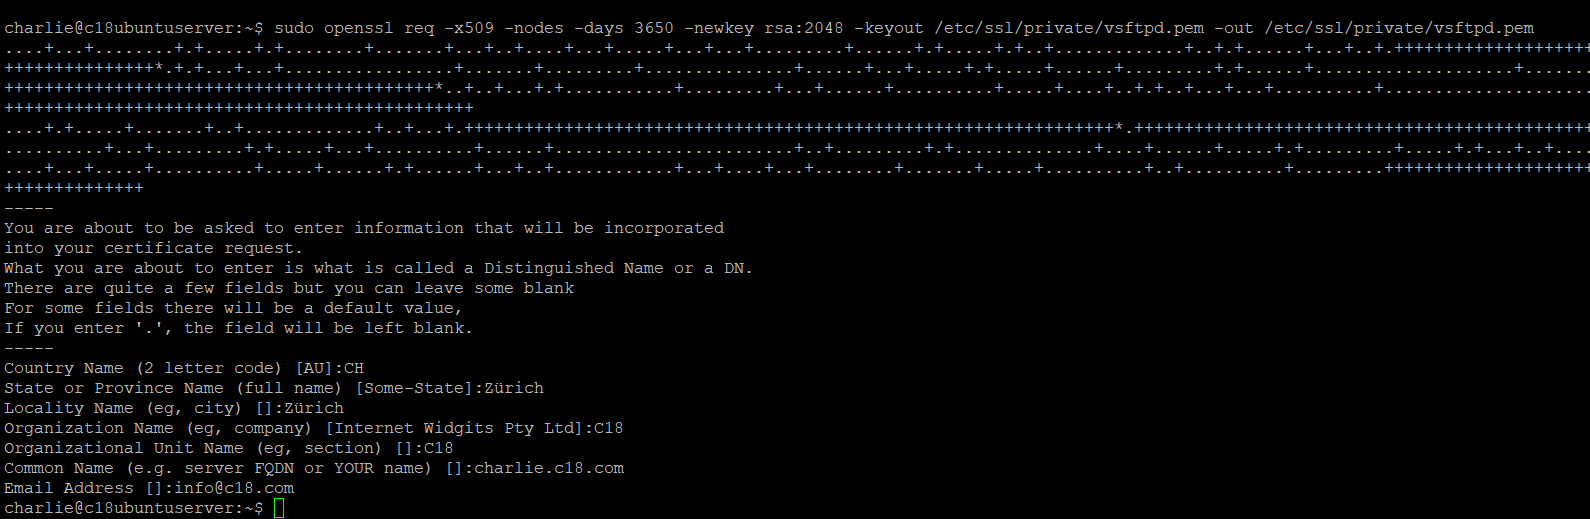 charlie@c18ubuntuserver:~$ sudo openssl req -x509 -nodes -days 3650 -newkey rsa:2048 -keyout /etc/ssl/private/vsftpd.pem -out /etc/ssl/private/vsftpd.pem
-----
You are about to be asked to enter information that will be incorporated
into your certificate request.
What you are about to enter is what is called a Distinguished Name or a DN.
There are quite a few fields but you can leave some blank
For some fields there will be a default value,
If you enter '.', the field will be left blank.
-----
Country Name (2 letter code) [AU]:CH
State or Province Name (full name) [Some-State]:Zürich
Locality Name (eg, city) []:Zürich
Organization Name (eg, company) [Internet Widgits Pty Ltd]:C18
Organizational Unit Name (eg, section) []:C18
Common Name (e.g. server FQDN or YOUR name) []:charlie.c18.com
Email Address []:info@c18.com
charlie@c18ubuntuserver:~$